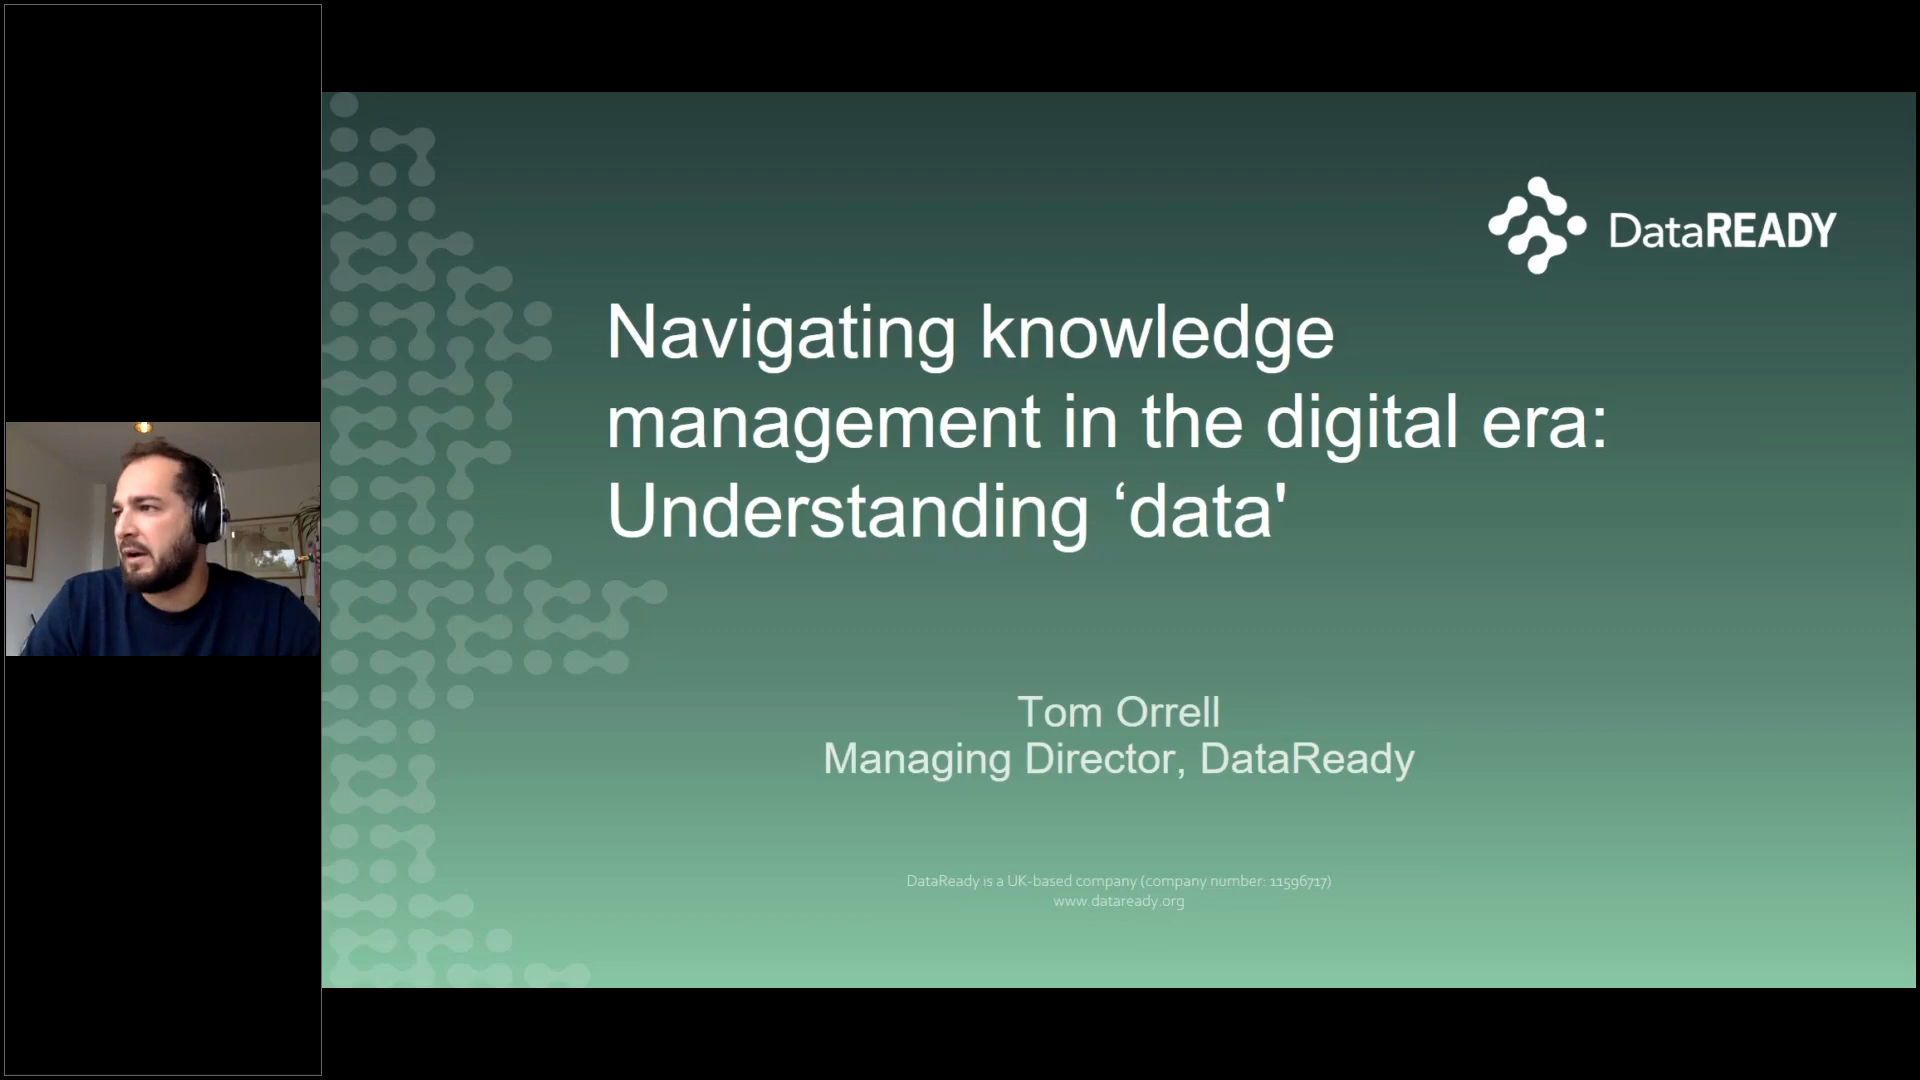 DataREADY
Navigating knowledge
management in the digital era:
Understanding ‘data'
Tom Orrell
Managing Director, DataReady
DataReady is a UK-based company (company number: 11596717)
www.dataready.org